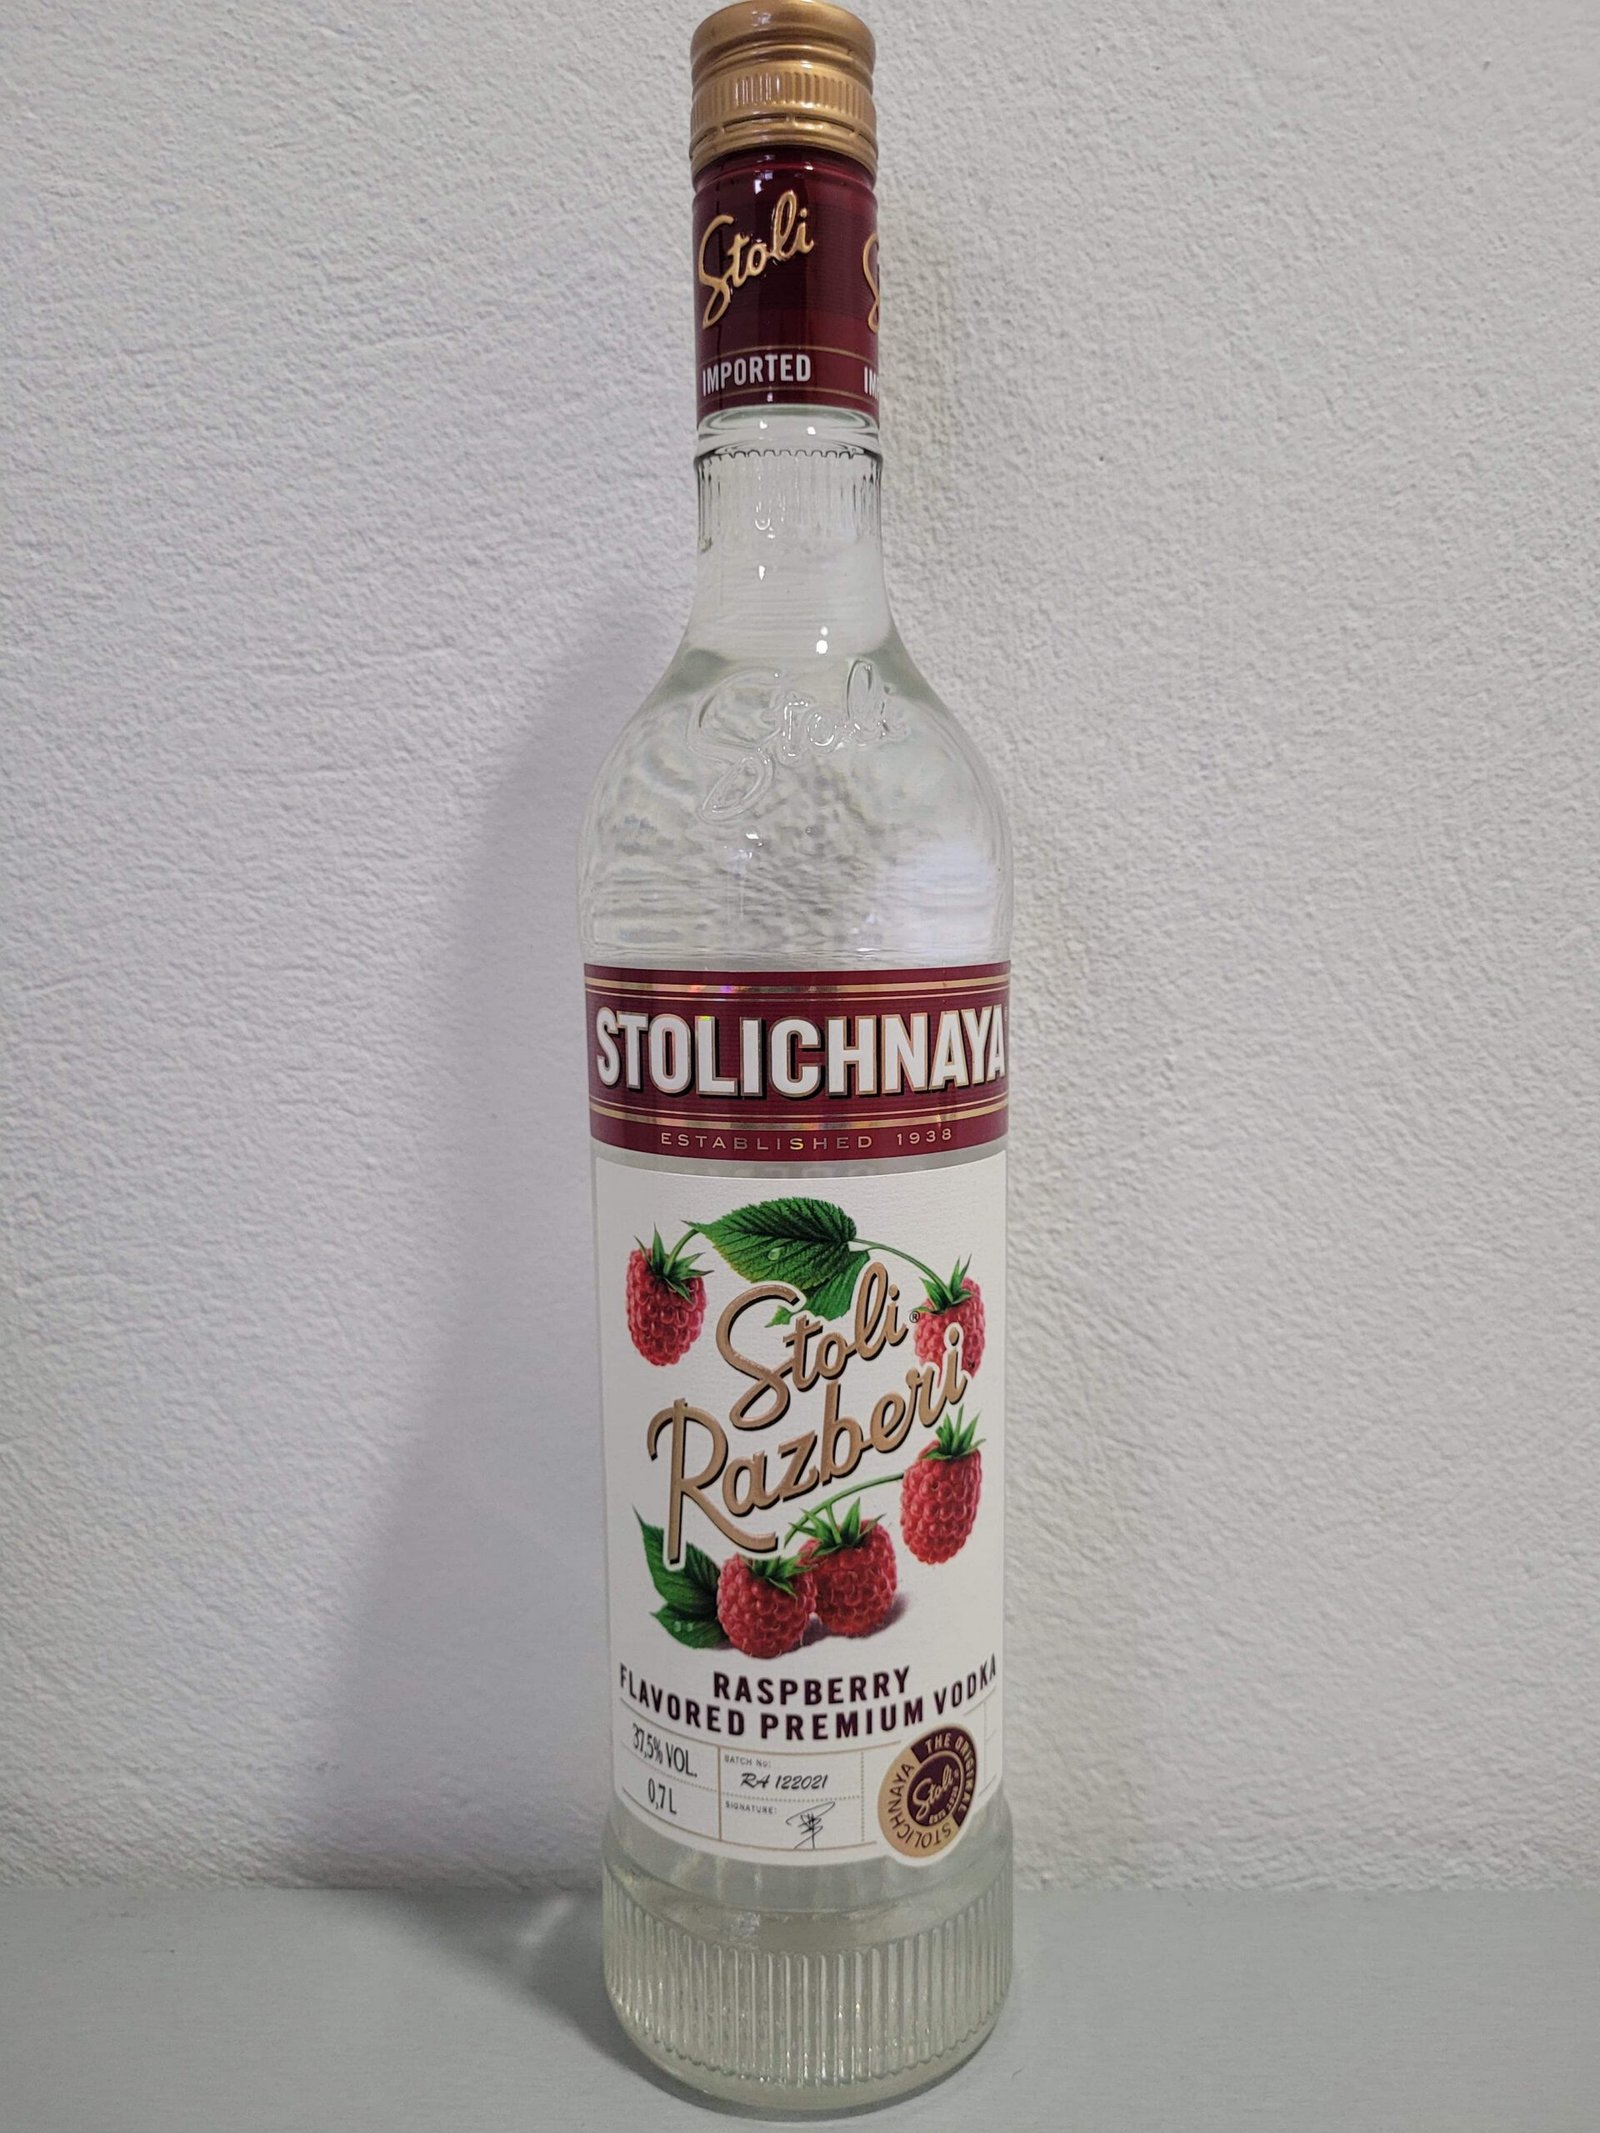 Stoli
IMPORTED
Stoli
STOLICHNAYA
ESTABLISHED 1938
Stoli®
Razberi
RASPBERRY
FLAVORED PREMIUM VODKA
37,5% VOL.
0,7 L
BATCH No:
RA 122021
SIGNATURE:
THE ORIGINAL
STOLICHNAYA
Stoli